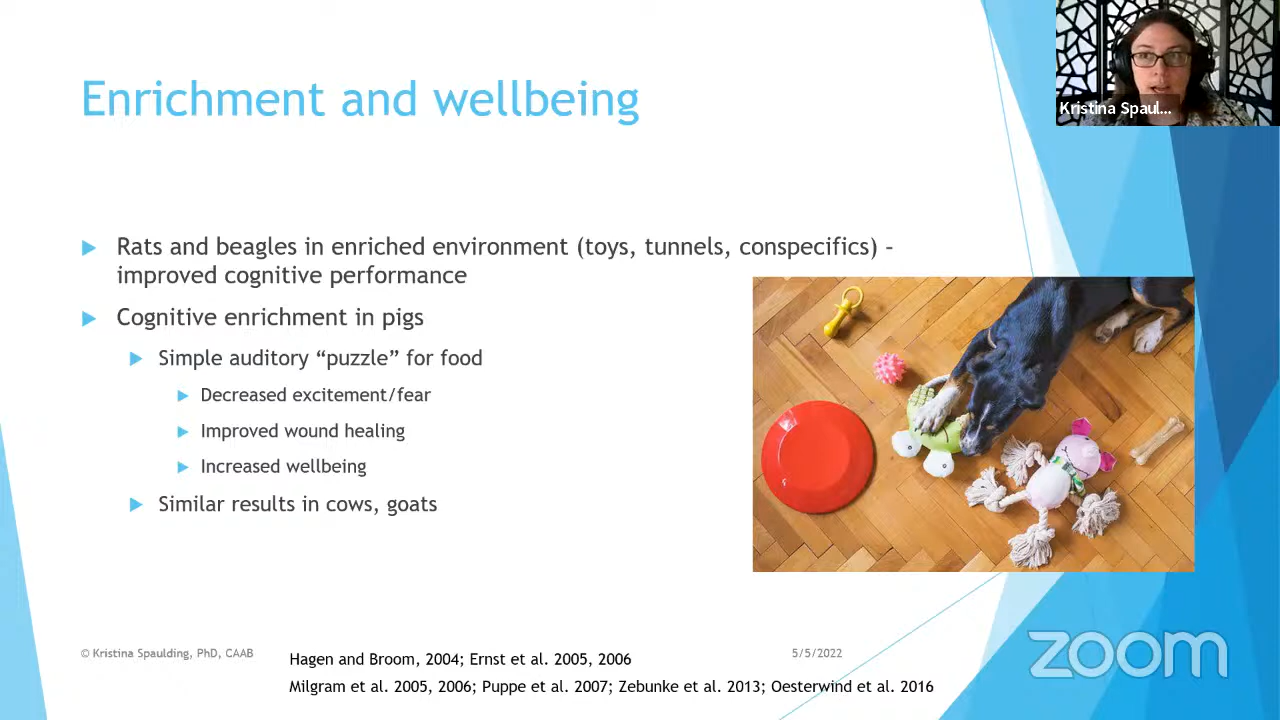 Kristina Spaul...
Enrichment and wellbeing
Rats and beagles in enriched environment (toys, tunnels, conspecifics) –
improved cognitive performance
Cognitive enrichment in pigs
Simple auditory “puzzle” for food
Decreased excitement/fear
Improved wound healing
Increased wellbeing
Similar results in cows, goats
© Kristina Spaulding, PhD, CAAB
Hagen and Broom, 2004; Ernst et al. 2005, 2006
5/5/2022
Milgram et al. 2005, 2006; Puppe et al. 2007; Zebunke et al. 2013; Oesterwind et al. 2016
zoom